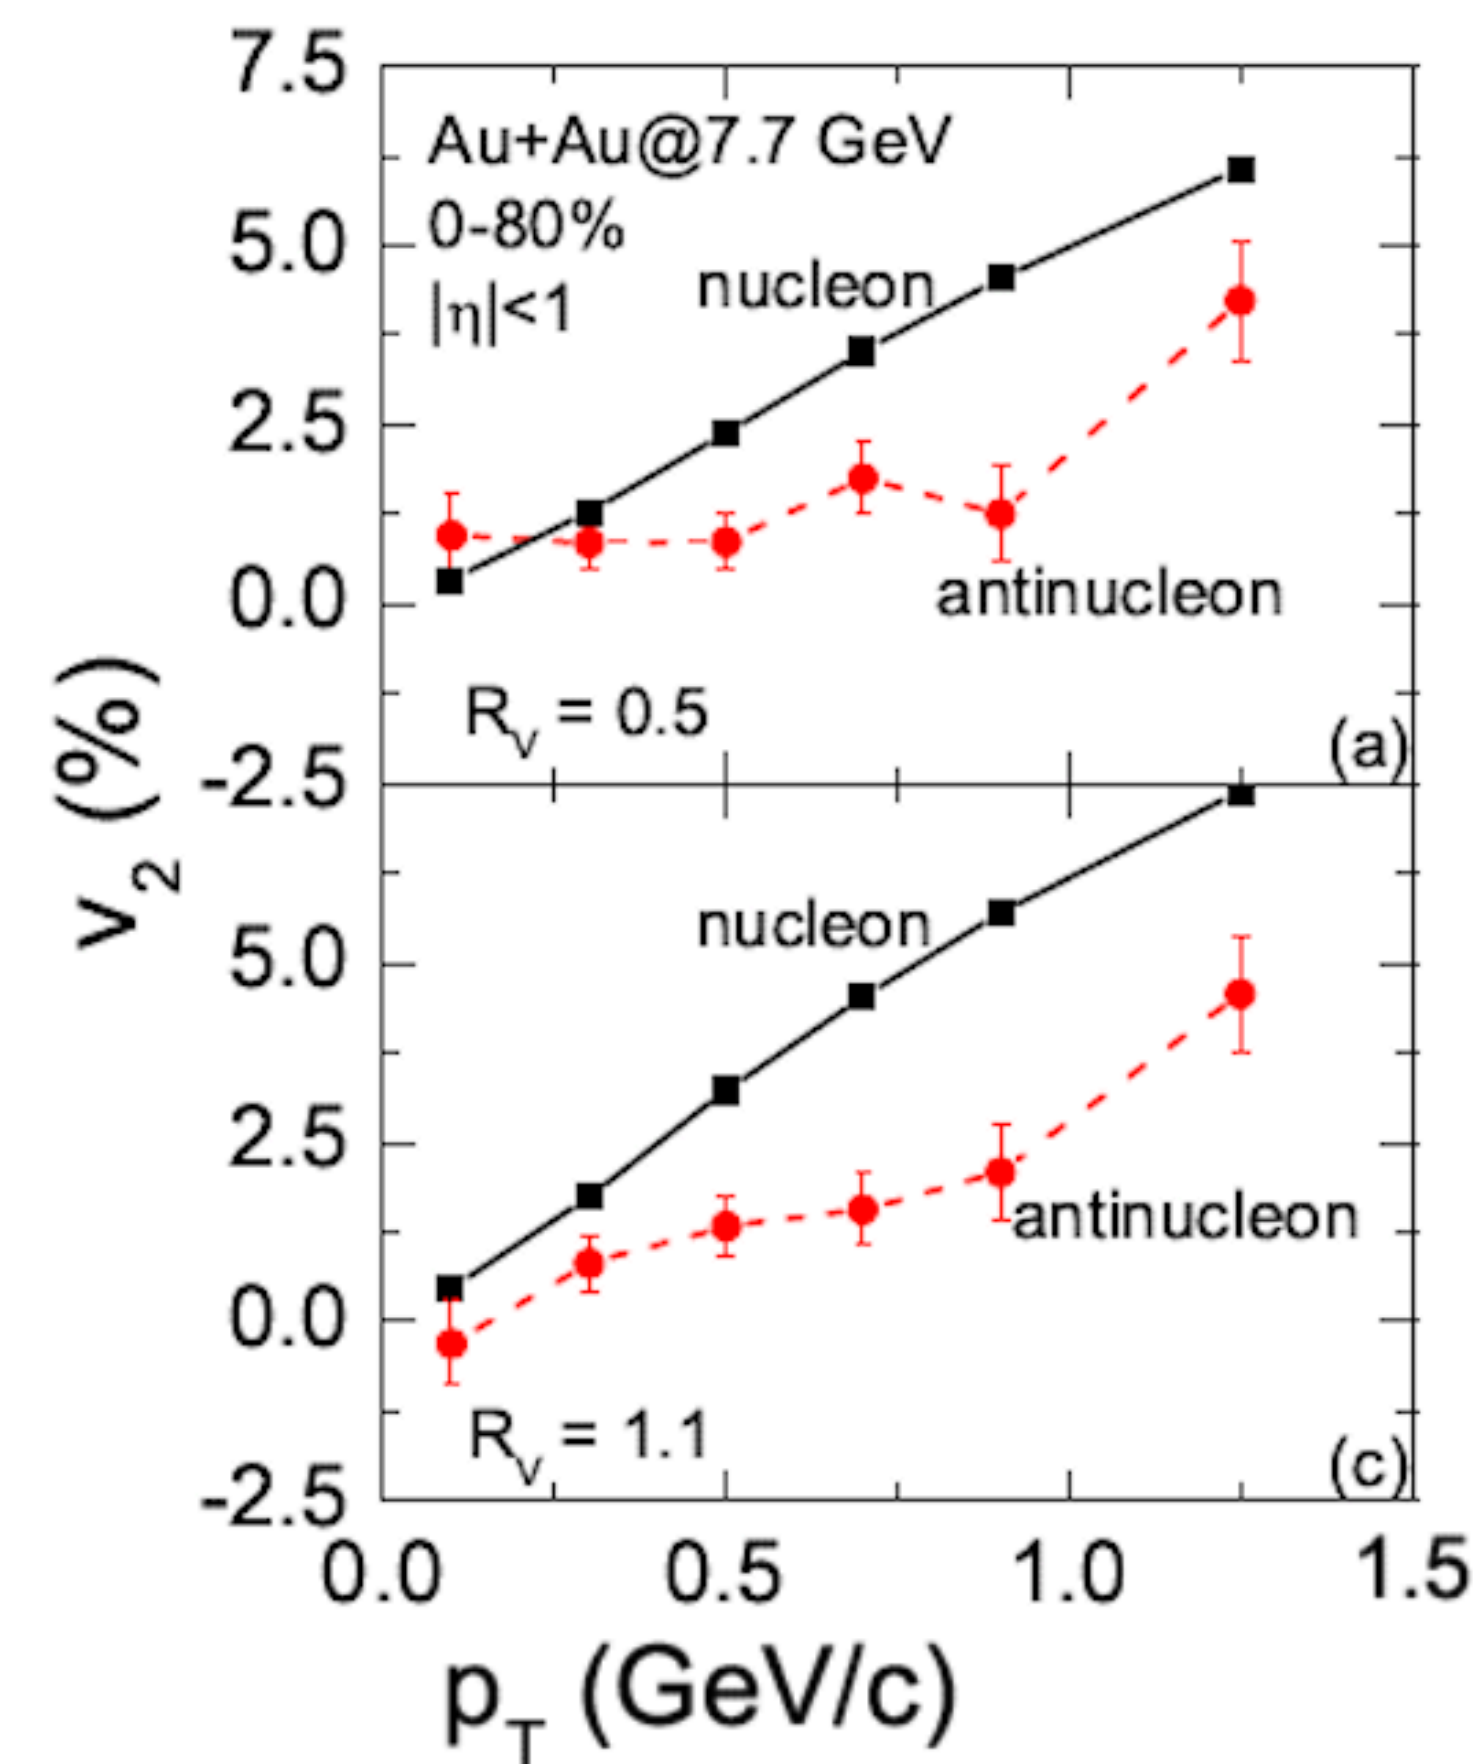 7.5
Au+Au@7.7 GeV
0-80%
5.0
nucleon
|η|<1
2.5
0.0
antinucleon
R_V = 0.5
(a)
-2.5
v_2 (%)
nucleon
5.0
2.5
antinucleon
0.0
R_V = 1.1
(c)
-2.5
0.0 0.5 1.0 1.5
p_T (GeV/c)